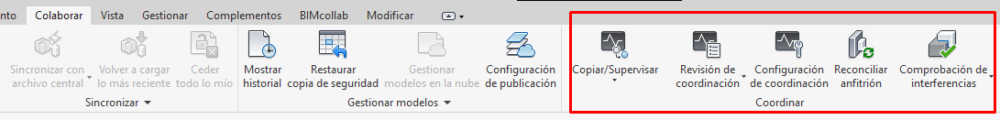 nto Colaborar Vista Gestionar Complementos BIMcollab Modificar
Sincronizar con
archivo central
Volver a cargar
lo más reciente
Ceder
todo lo mío
Mostrar
historial
Restaurar
copia de seguridad
Gestionar
modelos en la nube
Configuración
de publicación
Copiar/Supervisar
Revisión de
coordinación
Configuración
de coordinación
Reconciliar
anfitrión
Comprobación de
interferencias
Sincronizar
Gestionar modelos
Coordinar